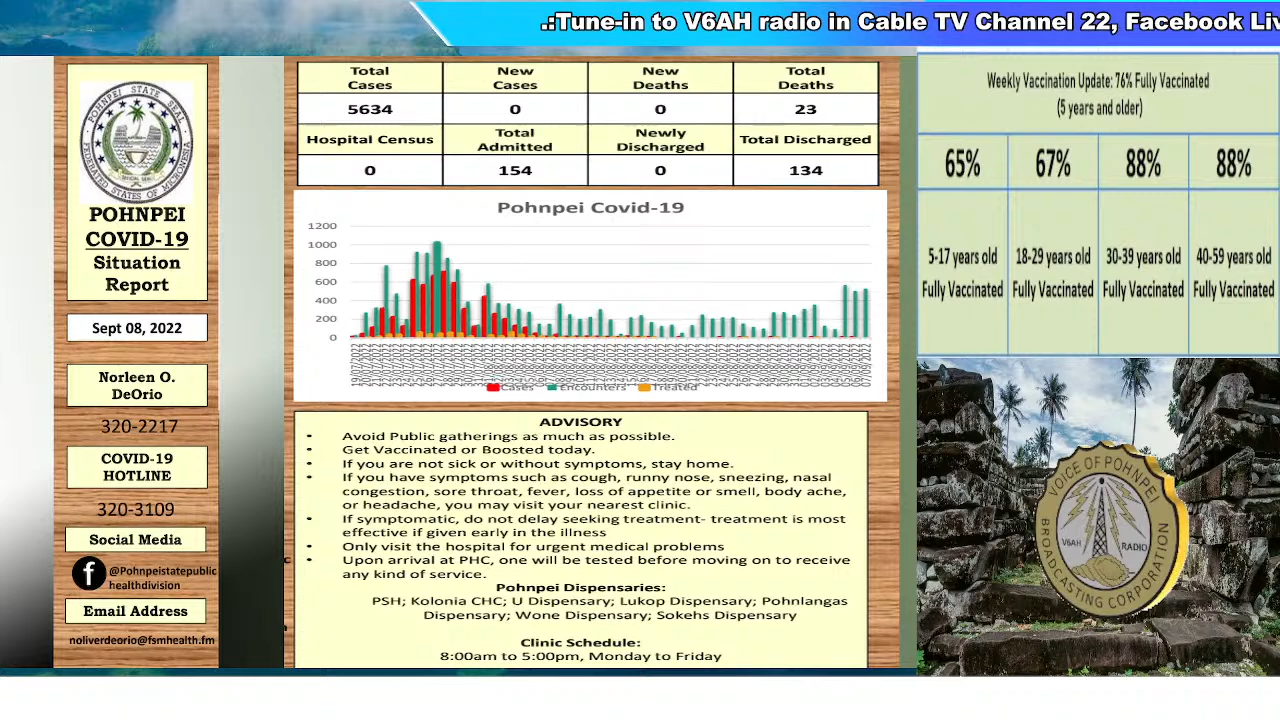 .:Tune-in to V6AH radio in Cable TV Channel 22, Facebook
POHNPEI STATE SEAL
FEDERATED STATES OF MICRONESIA
POHNPEI
COVID-19
Situation
Report
Sept 08, 2022
Norleen O.
DeOrio
320-2217
COVID-19
HOTLINE
320-3109
Social Media
@Pohnpeistatepublic
healthdivision
Email Address
noliverdeorio@fsmhealth.fm
Total Cases New Cases New Deaths Total Deaths
5634 0 0 23
Hospital Census Total Admitted Newly Discharged Total Discharged
0 154 0 134
Pohnpei Covid-19
1200
1000
800
600
400
200
0
Cases Encounters Treated
ADVISORY
• Avoid Public gatherings as much as possible.
• Get Vaccinated or Boosted today.
• If you are not sick or without symptoms, stay home.
• If you have symptoms such as cough, runny nose, sneezing, nasal
congestion, sore throat, fever, loss of appetite or smell, body ache,
or headache, you may visit your nearest clinic.
• If symptomatic, do not delay seeking treatment- treatment is most
effective if given early in the illness
• Only visit the hospital for urgent medical problems
• Upon arrival at PHC, one will be tested before moving on to receive
any kind of service.
Pohnpei Dispensaries:
PSH; Kolonia CHC; U Dispensary; Lukop Dispensary; Pohnlangas
Dispensary; Wone Dispensary; Sokehs Dispensary
Clinic Schedule:
8:00am to 5:00pm, Monday to Friday
Weekly Vaccination Update: 76% Fully Vaccinated
(5 years and older)
65% 67% 88% 88%
5-17 years old 18-29 years old 30-39 years old 40-59 years old
Fully Vaccinated Fully Vaccinated Fully Vaccinated Fully Vaccinated
VOICE OF POHNPEI
V6AH RADIO
BROADCASTING CORPORATION